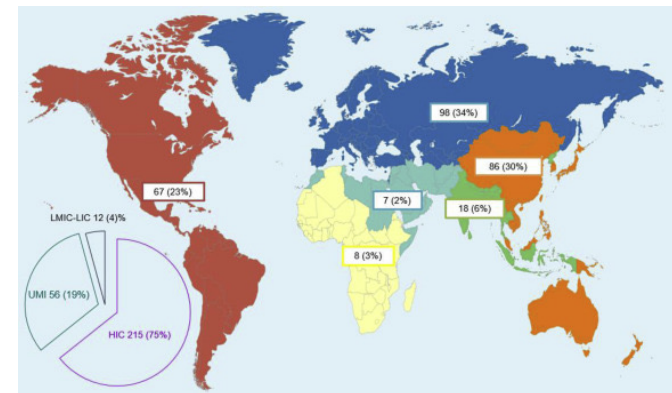 98 (34%)
86 (30%)
67 (23%)
7 (2%)
18 (6%)
LMIC-LIC 12 (4)%
8 (3%)
UMI 56 (19%)
HIC 215 (75%)